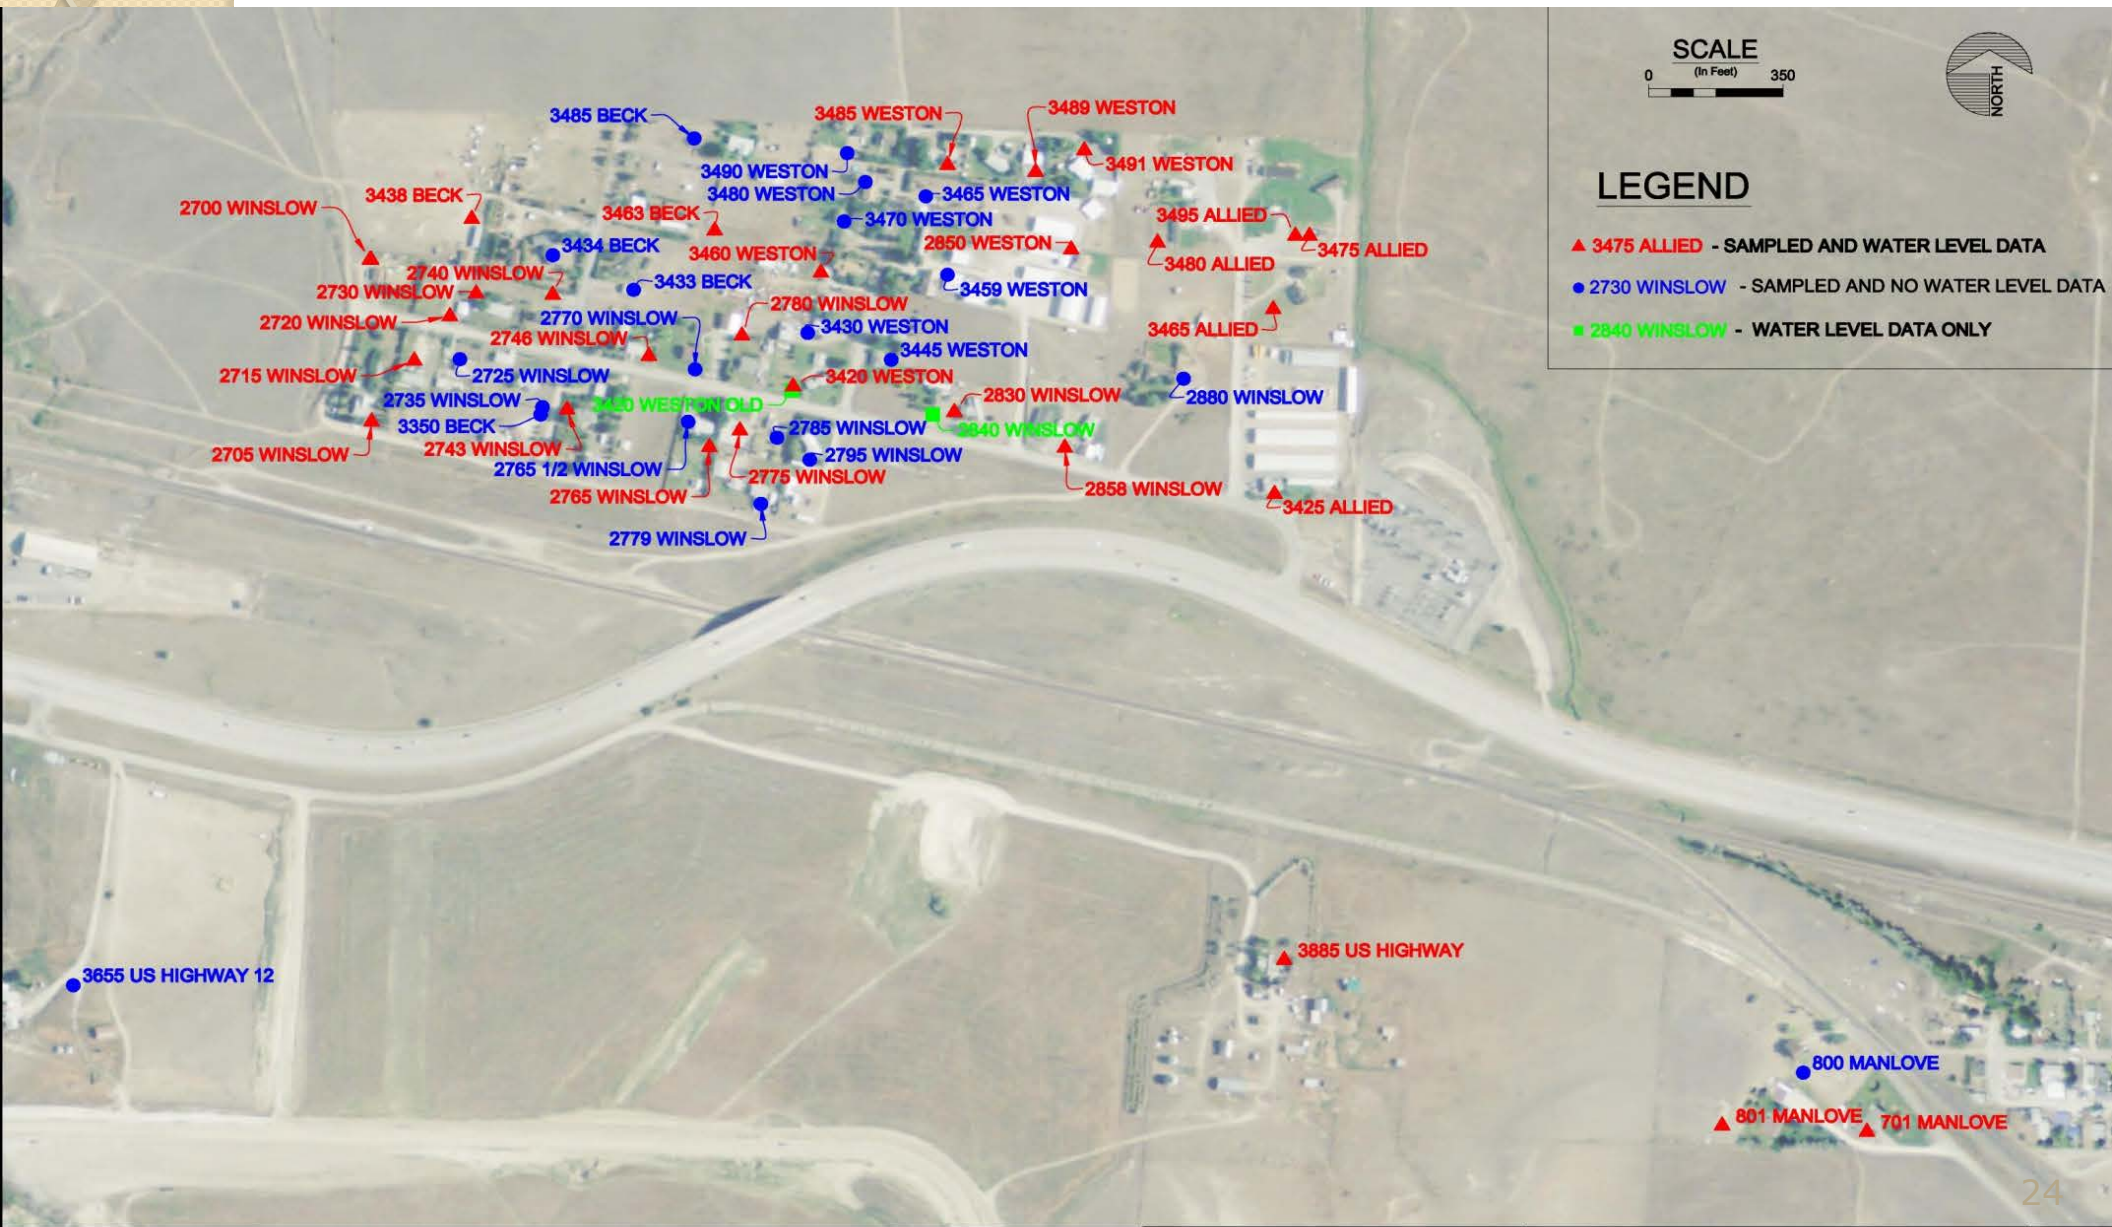 SCALE
(In Feet)
0 350
NORTH
LEGEND
3475 ALLIED - SAMPLED AND WATER LEVEL DATA
2730 WINSLOW - SAMPLED AND NO WATER LEVEL DATA
2840 WINSLOW - WATER LEVEL DATA ONLY
3485 BECK
3485 WESTON
3489 WESTON
3490 WESTON
3491 WESTON
3480 WESTON
3465 WESTON
3438 BECK
2700 WINSLOW
3463 BECK
3470 WESTON
3495 ALLIED
3434 BECK
3460 WESTON
2850 WESTON
3475 ALLIED
3480 ALLIED
2740 WINSLOW
3433 BECK
3459 WESTON
2730 WINSLOW
2780 WINSLOW
2720 WINSLOW
2770 WINSLOW
3430 WESTON
3465 ALLIED
2746 WINSLOW
3445 WESTON
2715 WINSLOW
2725 WINSLOW
3420 WESTON
2735 WINSLOW
3420 WESTON OLD
2830 WINSLOW
2880 WINSLOW
3350 BECK
2785 WINSLOW
2840 WINSLOW
2705 WINSLOW
2743 WINSLOW
2795 WINSLOW
2765 1/2 WINSLOW
2775 WINSLOW
2765 WINSLOW
2858 WINSLOW
3425 ALLIED
2779 WINSLOW
3885 US HIGHWAY
3655 US HIGHWAY 12
800 MANLOVE
801 MANLOVE
701 MANLOVE
24